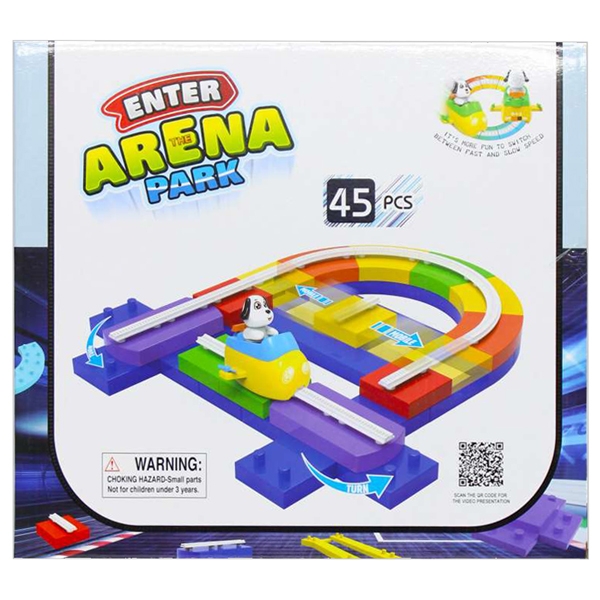 ENTER
THE
ARENA
PARK
IT'S MORE FUN TO SWITCH
BETWEEN FAST AND SLOW SPEED
45 PCS
TURN
WARNING:
CHOKING HAZARD-Small parts
Not for children under 3 years.
SCAN THE QR CODE FOR
THE VIDEO PRESENTATION